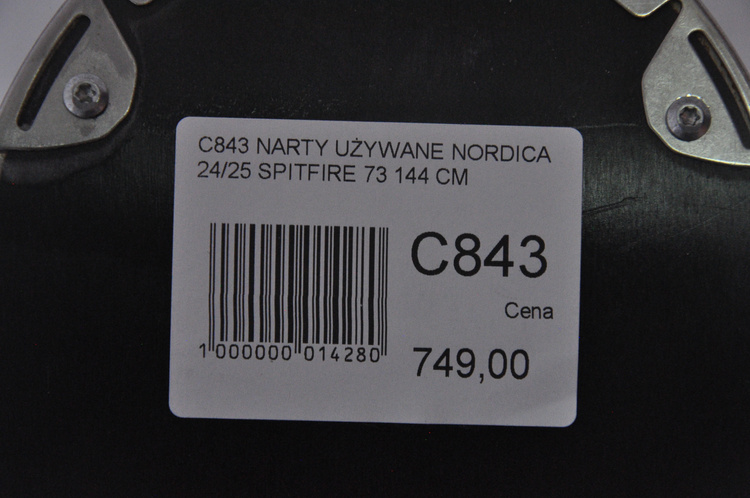 C843 NARTY UŻYWANE NORDICA
24/25 SPITFIRE 73 144 CM
C843
Cena
1 000000 014280
749,00